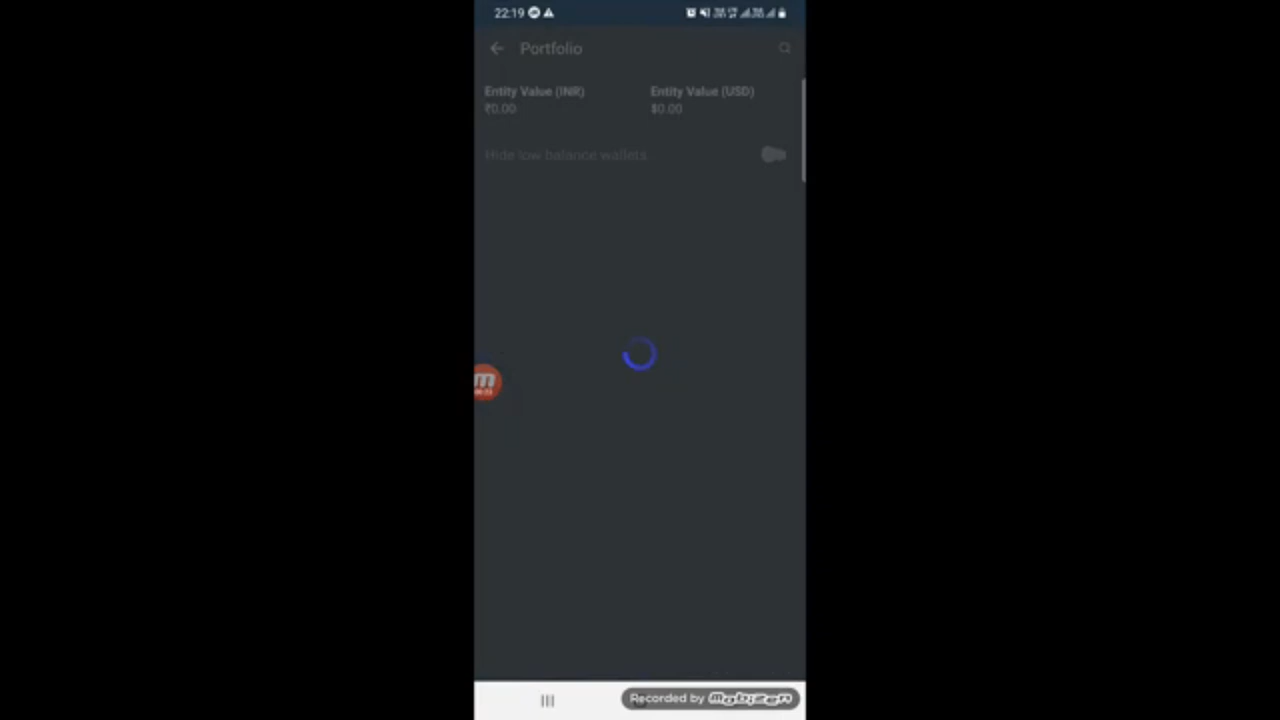 22:19
Portfolio
Entity Value (INR)
Entity Value (USD)
₹0.00
$0.00
Hide low balance wallets
Recorded by mobizen